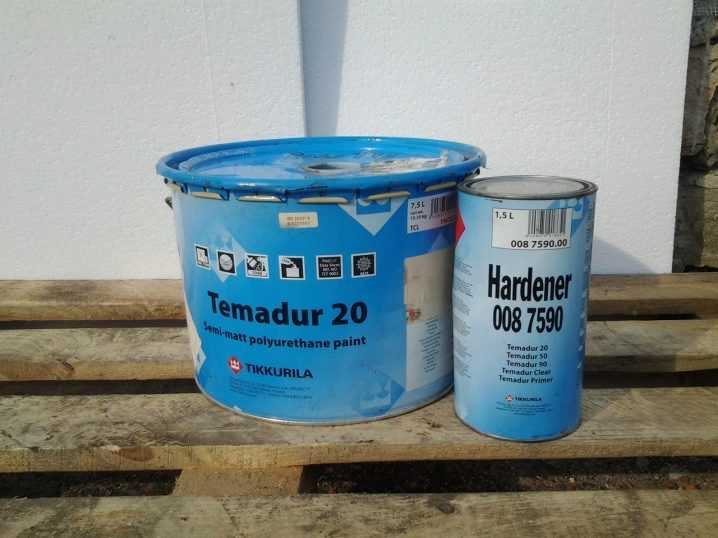 7,5 L
TCL
Temadur 20
Semi-matt polyurethane paint
TIKKURILA
1,5 L
008 7590.00
Hardener
008 7590
Temadur 20
Temadur 50
Temadur 90
Temadur Clear
Temadur Primer
TIKKURILA